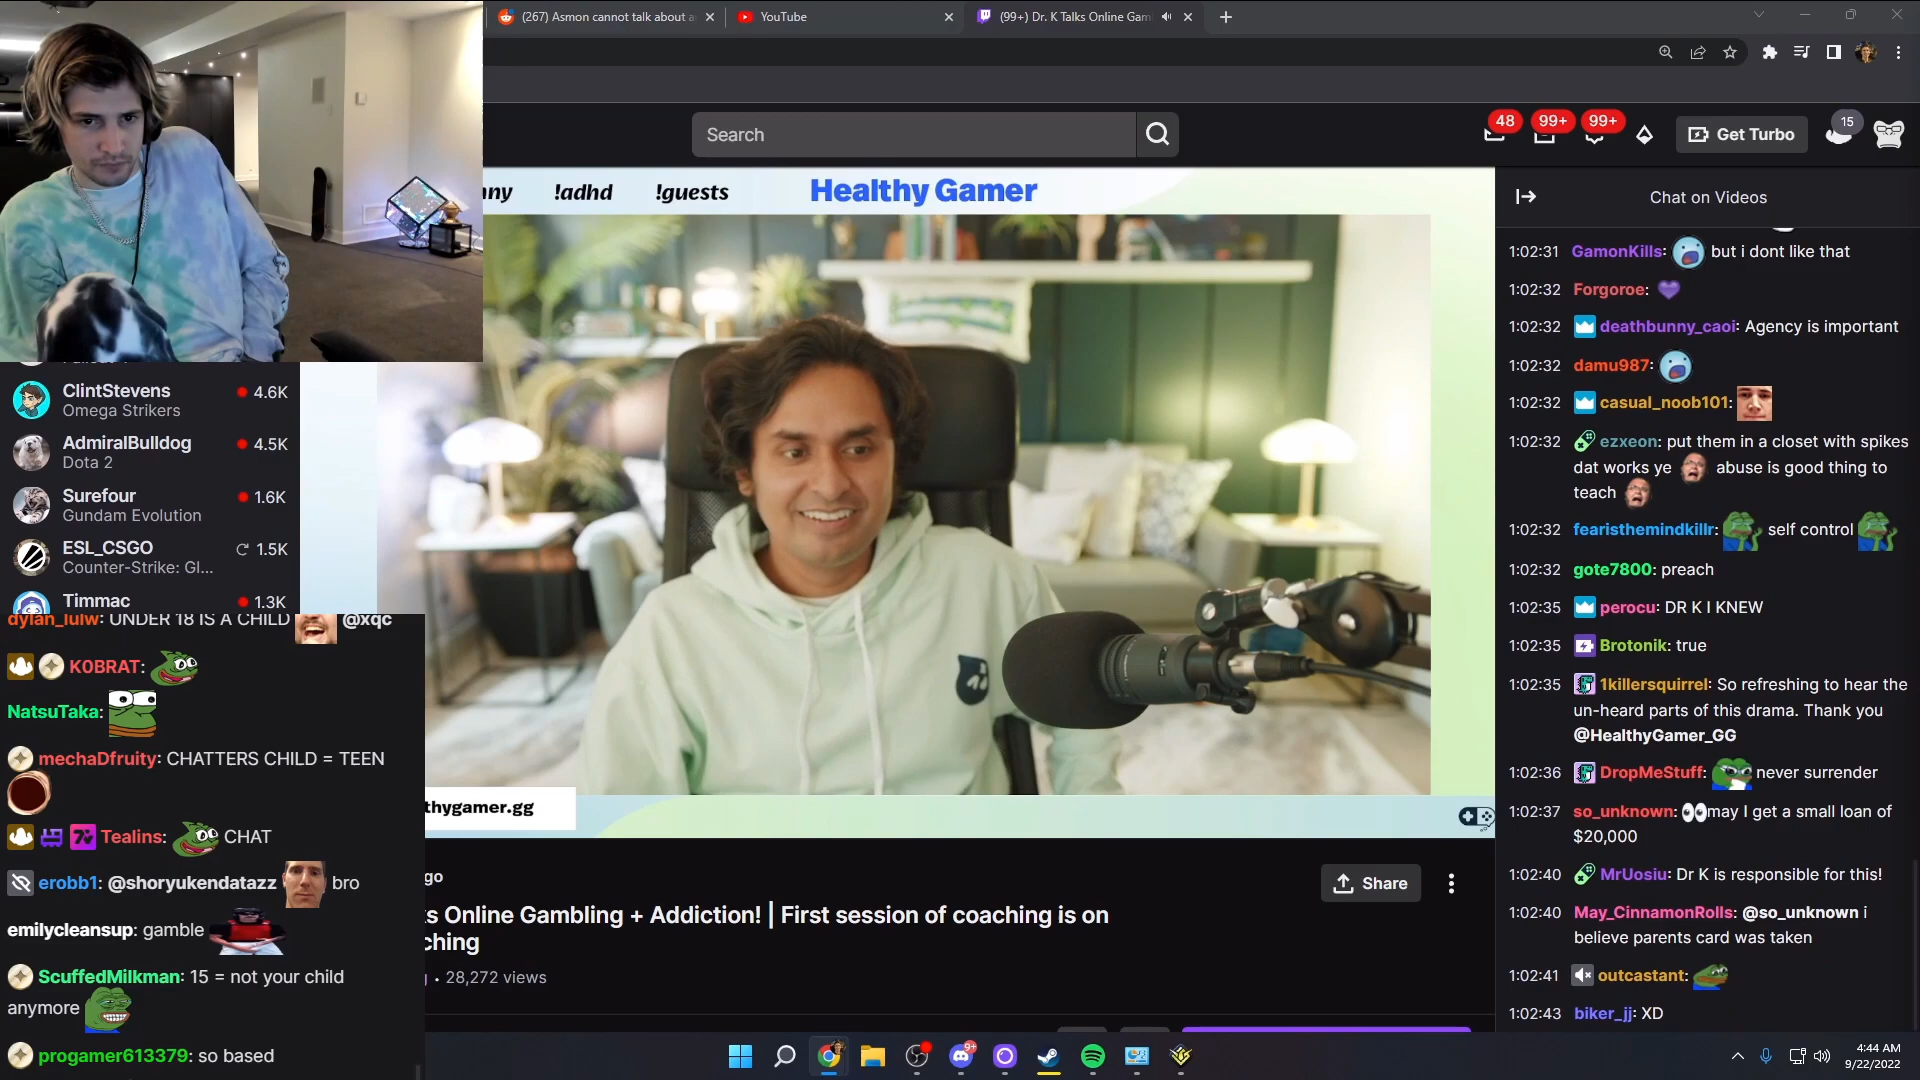 (267) Asmon cannot talk about a
YouTube
(99+) Dr. K Talks Online Gam
Search
48
99+
99+
Get Turbo
15
nny
!adhd
!guests
Healthy Gamer
Chat on Videos
1:02:31 GamonKills: but i dont like that
1:02:32 Forgoroe:
1:02:32 deathbunny_caoi: Agency is important
1:02:32 damu987:
1:02:32 casual_noob101:
1:02:32 ezxeon: put them in a closet with spikes
dat works ye abuse is good thing to
teach
1:02:32 fearisthemindkillr: self control
1:02:32 gote7800: preach
1:02:35 perocu: DR K I KNEW
1:02:35 Brotonik: true
1:02:35 1killersquirrel: So refreshing to hear the
un-heard parts of this drama. Thank you
@HealthyGamer_GG
1:02:36 DropMeStuff: never surrender
1:02:37 so_unknown: may I get a small loan of
$20,000
1:02:40 MrUosiu: Dr K is responsible for this!
1:02:40 May_CinnamonRolls: @so_unknown i
believe parents card was taken
1:02:41 outcastant:
1:02:43 biker_jj: XD
ClintStevens 4.6K
Omega Strikers
AdmiralBulldog 4.5K
Dota 2
Surefour 1.6K
Gundam Evolution
ESL_CSGO 1.5K
Counter-Strike: Gl...
Timmac 1.3K
dylan_lulw: UNDER 18 IS A CHILD @xqc
K0BRAT:
NatsuTaka:
mechaDfruity: CHATTERS CHILD = TEEN
Tealins: CHAT
erobb1: @shoryukendatazz bro
emilycleansup: gamble
ScuffedMilkman: 15 = not your child
anymore
progamer613379: so based
thygamer.gg
go
s Online Gambling + Addiction! | First session of coaching is on
ching
• 28,272 views
Share
9+
4:44 AM
9/22/2022